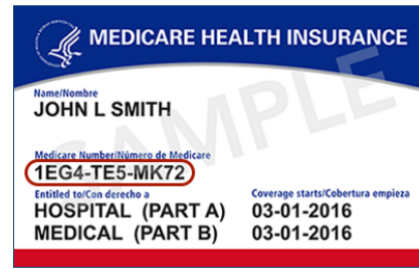 MEDICARE HEALTH INSURANCE
Name/Nombre
JOHN L SMITH
Medicare Number/Número de Medicare
1EG4-TE5-MK72
Entitled to/Con derecho a Coverage starts/Cobertura empieza
HOSPITAL (PART A) 03-01-2016
MEDICAL (PART B) 03-01-2016
SAMPLE